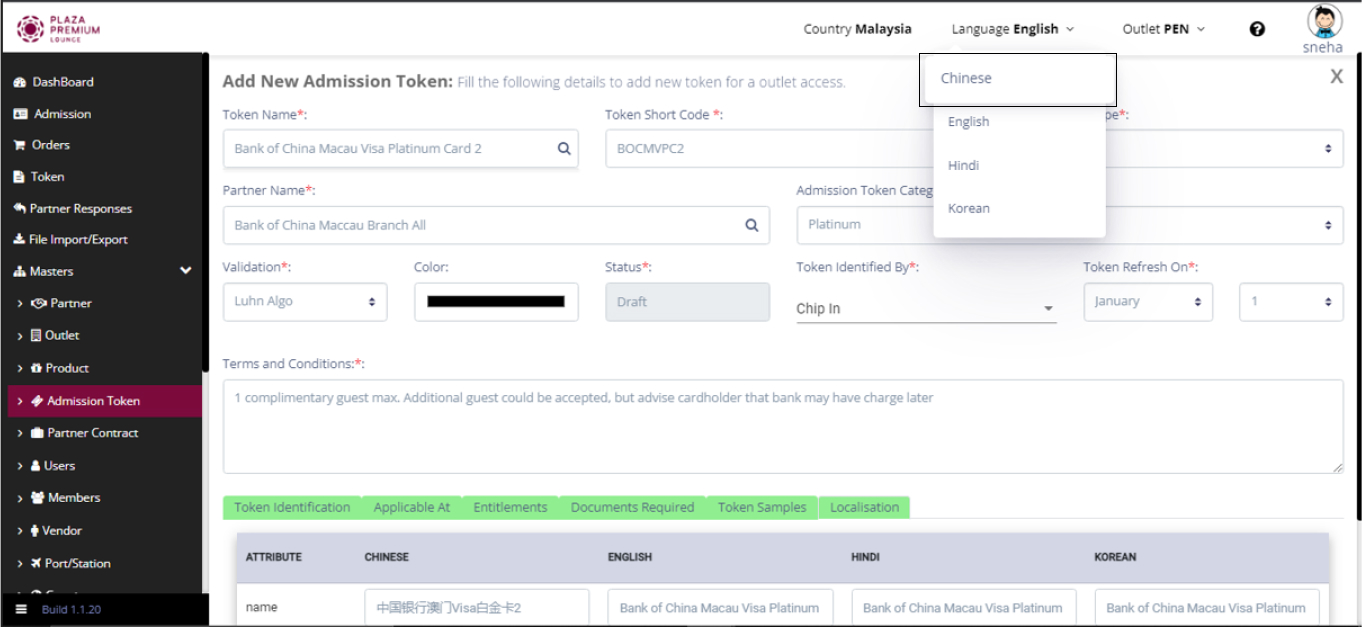 PLAZA
PREMIUM
LOUNCE
Country Malaysia
Language English
Outlet PEN
sneha
DashBoard
Admission
Orders
Token
Partner Responses
File Import/Export
Masters
Partner
Outlet
Product
Admission Token
Partner Contract
Users
Members
Vendor
Port/Station
Build 1.1.20
Add New Admission Token: Fill the following details to add new token for a outlet access.
X
Chinese
English
Hindi
Korean
Token Name*:
Token Short Code *:
pe*:
Bank of China Macau Visa Platinum Card 2
BOCMVPC2
Partner Name*:
Admission Token Categ
Bank of China Maccau Branch All
Platinum
Validation*:
Color:
Status*:
Token Identified By*:
Token Refresh On*:
Luhn Algo
Draft
Chip In
January
1
Terms and Conditions:*:
1 complimentary guest max. Additional guest could be accepted, but advise cardholder that bank may have charge later
Token Identification
Applicable At
Entitlements
Documents Required
Token Samples
Localisation
ATTRIBUTE
CHINESE
ENGLISH
HINDI
KOREAN
name
中国银行澳门Visa白金卡2
Bank of China Macau Visa Platinum
Bank of China Macau Visa Platinum
Bank of China Macau Visa Platinum